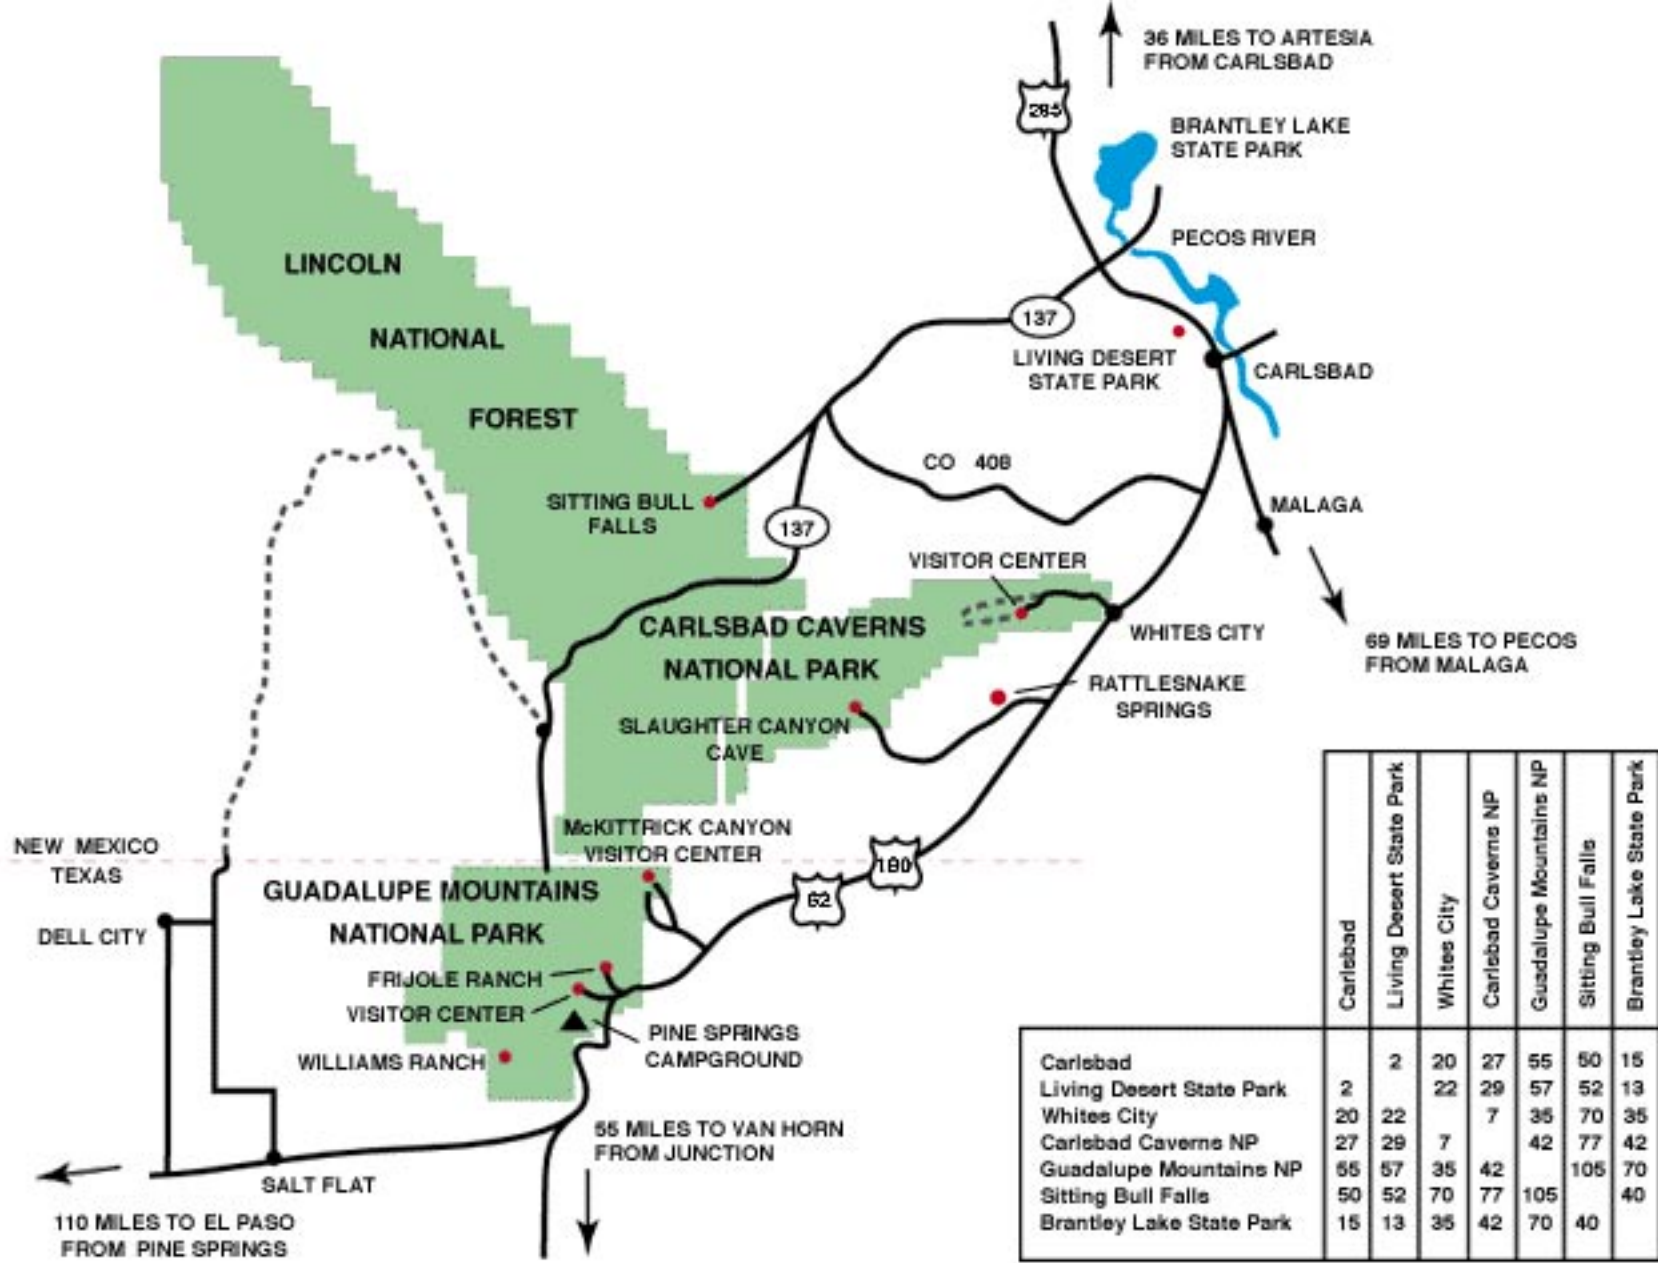 36 MILES TO ARTESIA
FROM CARLSBAD
285
BRANTLEY LAKE
STATE PARK
PECOS RIVER
LINCOLN
NATIONAL
FOREST
137
LIVING DESERT
STATE PARK
CARLSBAD
CO 408
SITTING BULL
FALLS
137
MALAGA
VISITOR CENTER
CARLSBAD CAVERNS
NATIONAL PARK
WHITES CITY
69 MILES TO PECOS
FROM MALAGA
RATTLESNAKE
SPRINGS
SLAUGHTER CANYON
CAVE
McKITTRICK CANYON
VISITOR CENTER
NEW MEXICO
TEXAS
180
62
GUADALUPE MOUNTAINS
NATIONAL PARK
DELL CITY
FRIJOLE RANCH
VISITOR CENTER
PINE SPRINGS
CAMPGROUND
WILLIAMS RANCH
55 MILES TO VAN HORN
FROM JUNCTION
SALT FLAT
110 MILES TO EL PASO
FROM PINE SPRINGS
Carlsbad
Living Desert State Park
Whites City
Carlsbad Caverns NP
Guadalupe Mountains NP
Sitting Bull Falls
Brantley Lake State Park
Carlsbad 2 20 27 55 50 15
Living Desert State Park 2 22 29 57 52 13
Whites City 20 22 7 35 70 35
Carlsbad Caverns NP 27 29 7 42 77 42
Guadalupe Mountains NP 55 57 35 42 105 70
Sitting Bull Falls 50 52 70 77 105 40
Brantley Lake State Park 15 13 35 42 70 40